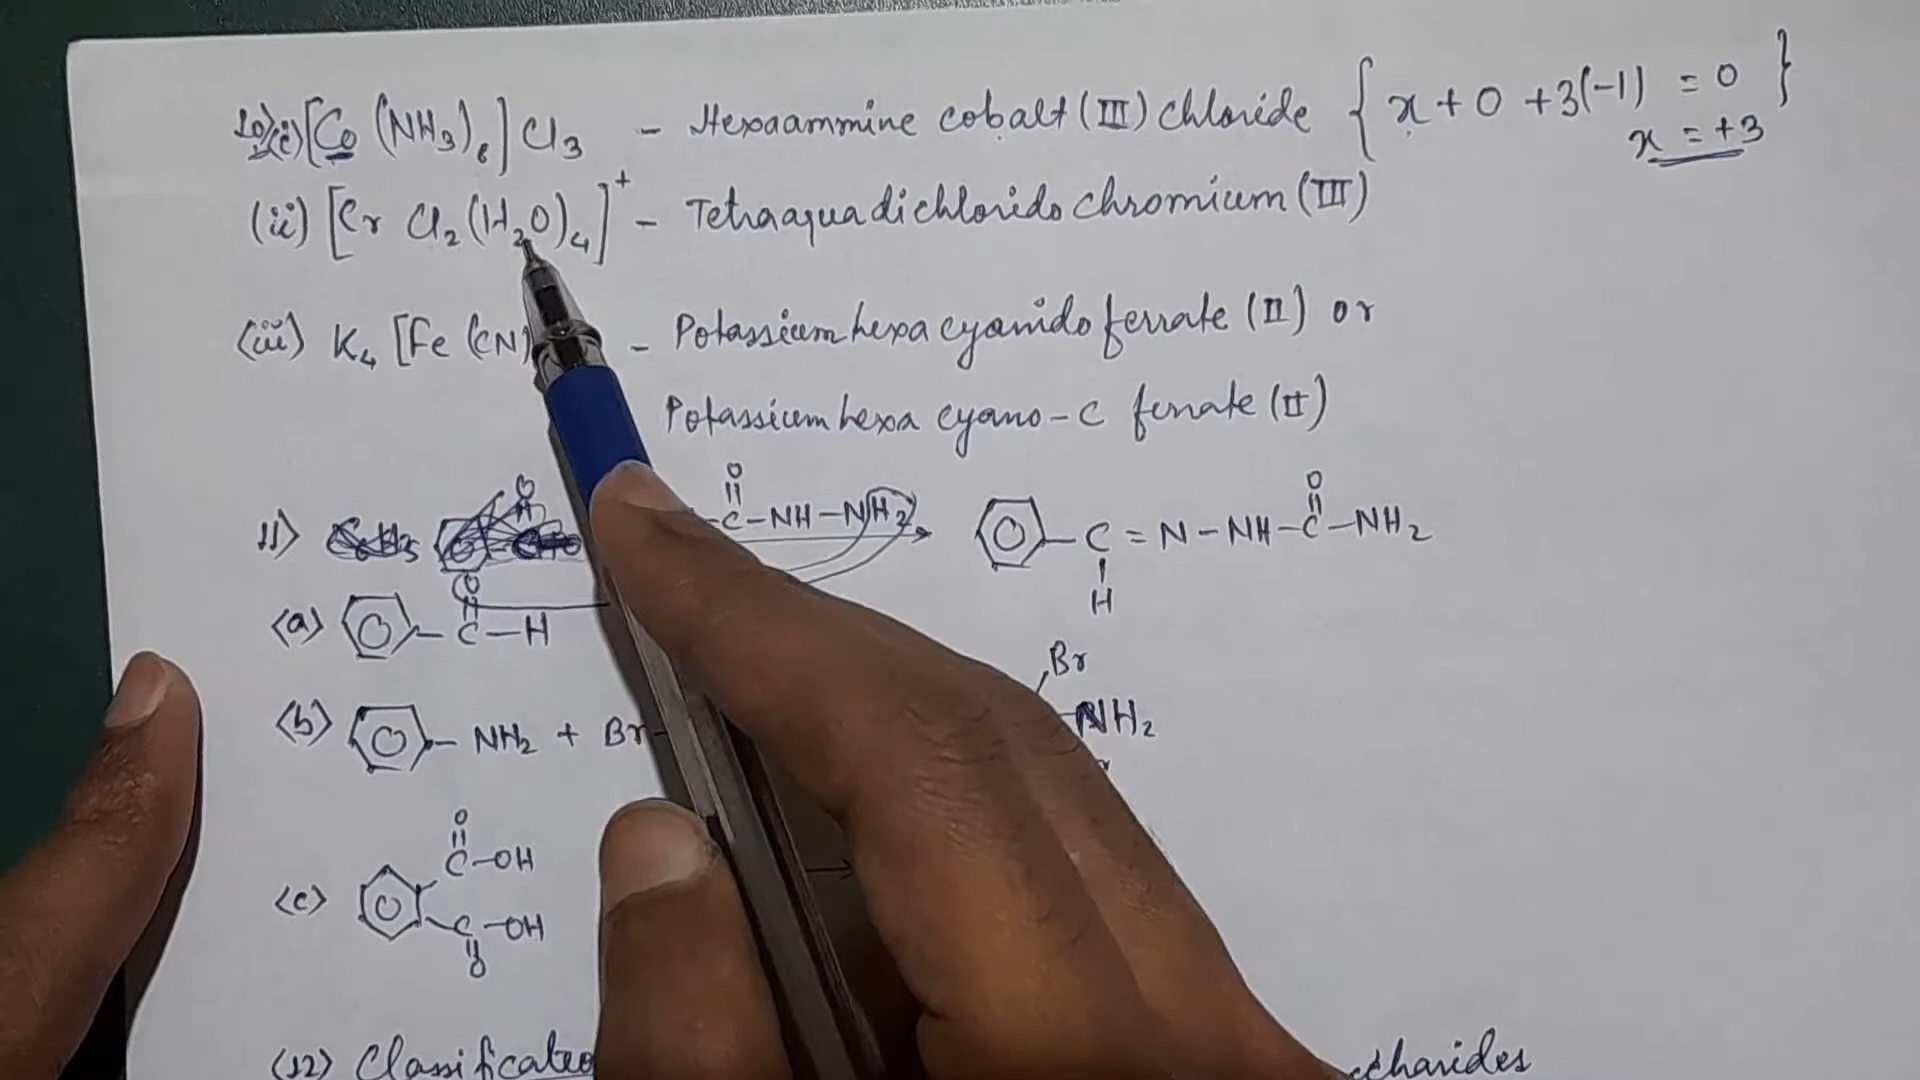 10) (i) [Co (NH3)6] Cl3 - Hexaammine cobalt (III) chloride { x + 0 + 3(-1) = 0 }
x = +3
(ii) [Cr Cl2 (H2O)4]+ - Tetraaquadichlorido chromium (III)
(iii) K4 [Fe (CN) - Potassium hexa cyanido ferrate (II) or
Potassium hexa cyano-C ferrate (II)
O O
|| ||
11) C-NH-NH2 → C = N - NH - C - NH2
H
O
(a) C-H
Br
(b) NH2 + Br NH2
O
||
C-OH
(c)
C-OH
||
O
(12)